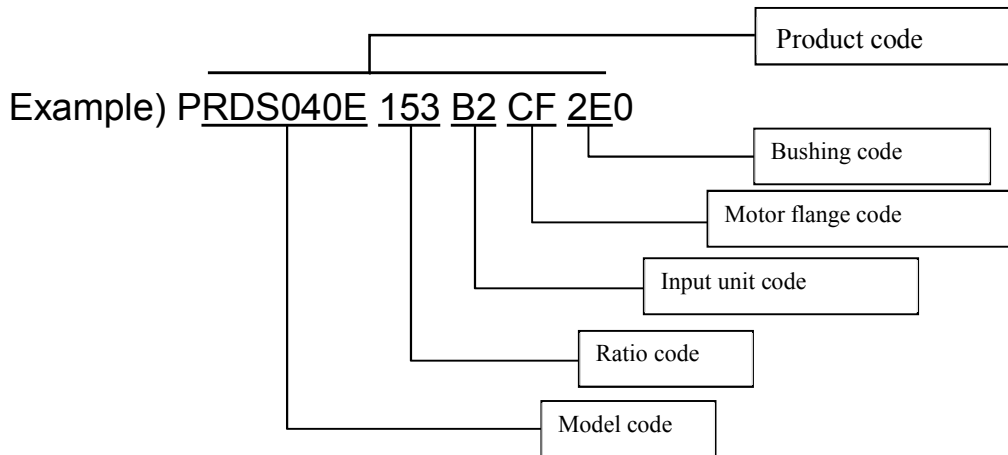 Product code
Example) PRDS040E 153 B2 CF 2E0
Bushing code
Motor flange code
Input unit code
Ratio code
Model code